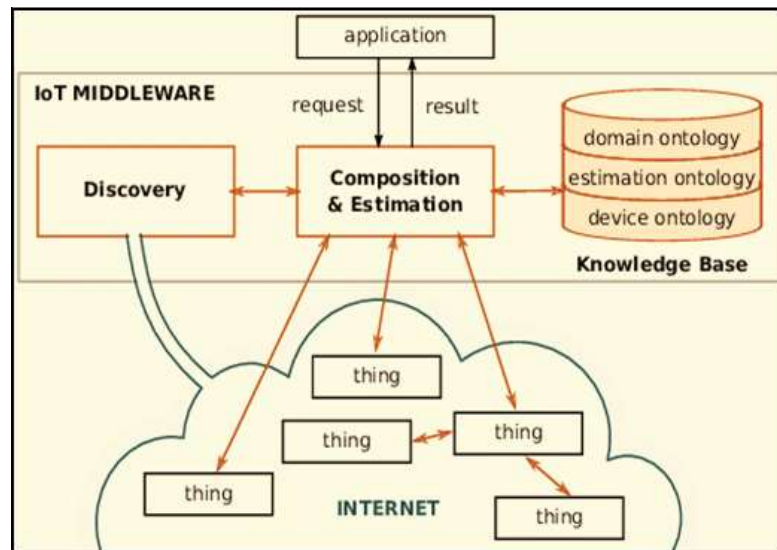 application
IoT MIDDLEWARE
request
result
Discovery
Composition
& Estimation
domain ontology
estimation ontology
device ontology
Knowledge Base
thing
thing
thing
thing
INTERNET
thing